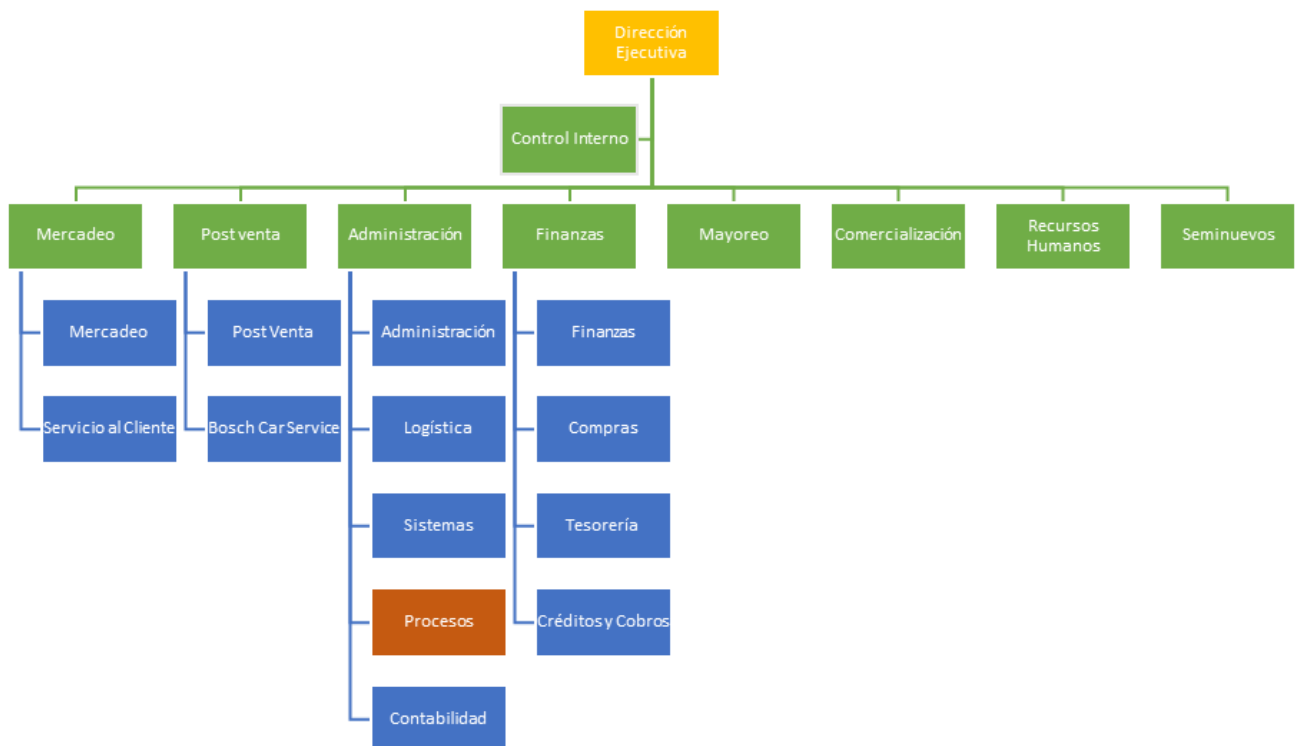 Dirección
Ejecutiva
Control Interno
Mercadeo
Post venta
Administración
Finanzas
Mayoreo
Comercialización
Recursos
Humanos
Seminuevos
Mercadeo
Post Venta
Administración
Finanzas
Servicio al Cliente
Bosch Car Service
Logística
Compras
Sistemas
Tesorería
Procesos
Créditos y Cobros
Contabilidad